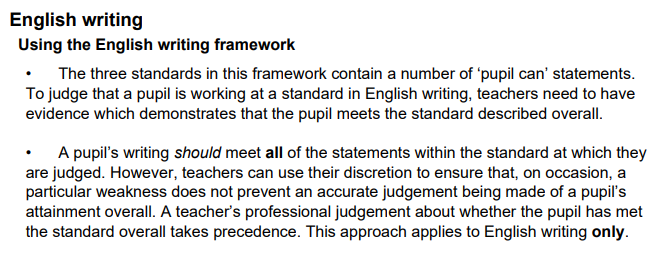 English writing
Using the English writing framework
• The three standards in this framework contain a number of ‘pupil can’ statements.
To judge that a pupil is working at a standard in English writing, teachers need to have
evidence which demonstrates that the pupil meets the standard described overall.
• A pupil’s writing should meet all of the statements within the standard at which they
are judged. However, teachers can use their discretion to ensure that, on occasion, a
particular weakness does not prevent an accurate judgement being made of a pupil’s
attainment overall. A teacher’s professional judgement about whether the pupil has met
the standard overall takes precedence. This approach applies to English writing only.